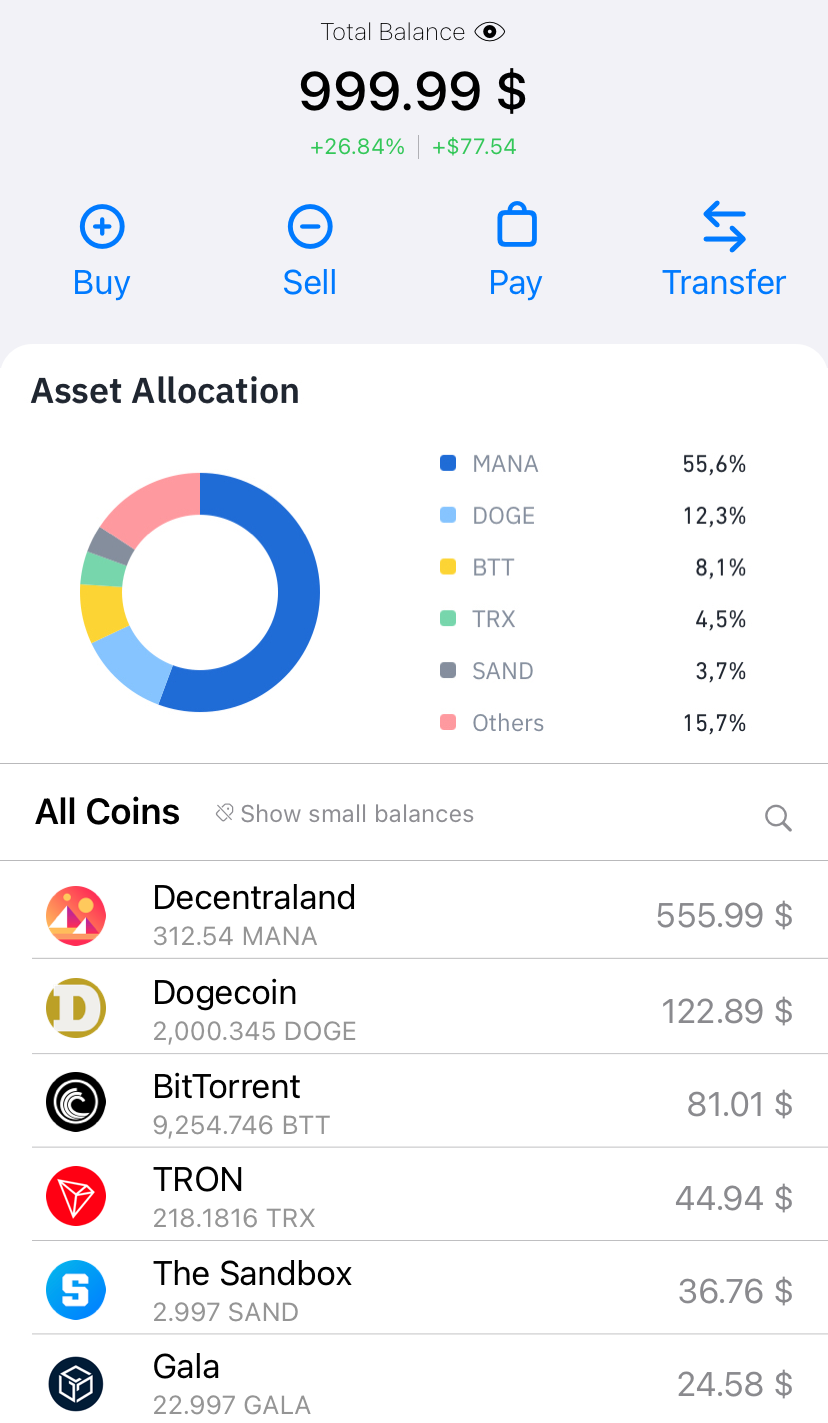 Total Balance
999.99 $
+26.84% +$77.54
Buy Sell Pay Transfer
Asset Allocation
MANA 55,6%
DOGE 12,3%
BTT 8,1%
TRX 4,5%
SAND 3,7%
Others 15,7%
All Coins Show small balances
Decentraland
312.54 MANA
555.99 $
Dogecoin
2,000.345 DOGE
122.89 $
BitTorrent
9,254.746 BTT
81.01 $
TRON
218.1816 TRX
44.94 $
The Sandbox
2.997 SAND
36.76 $
Gala
22.997 GALA
24.58 $